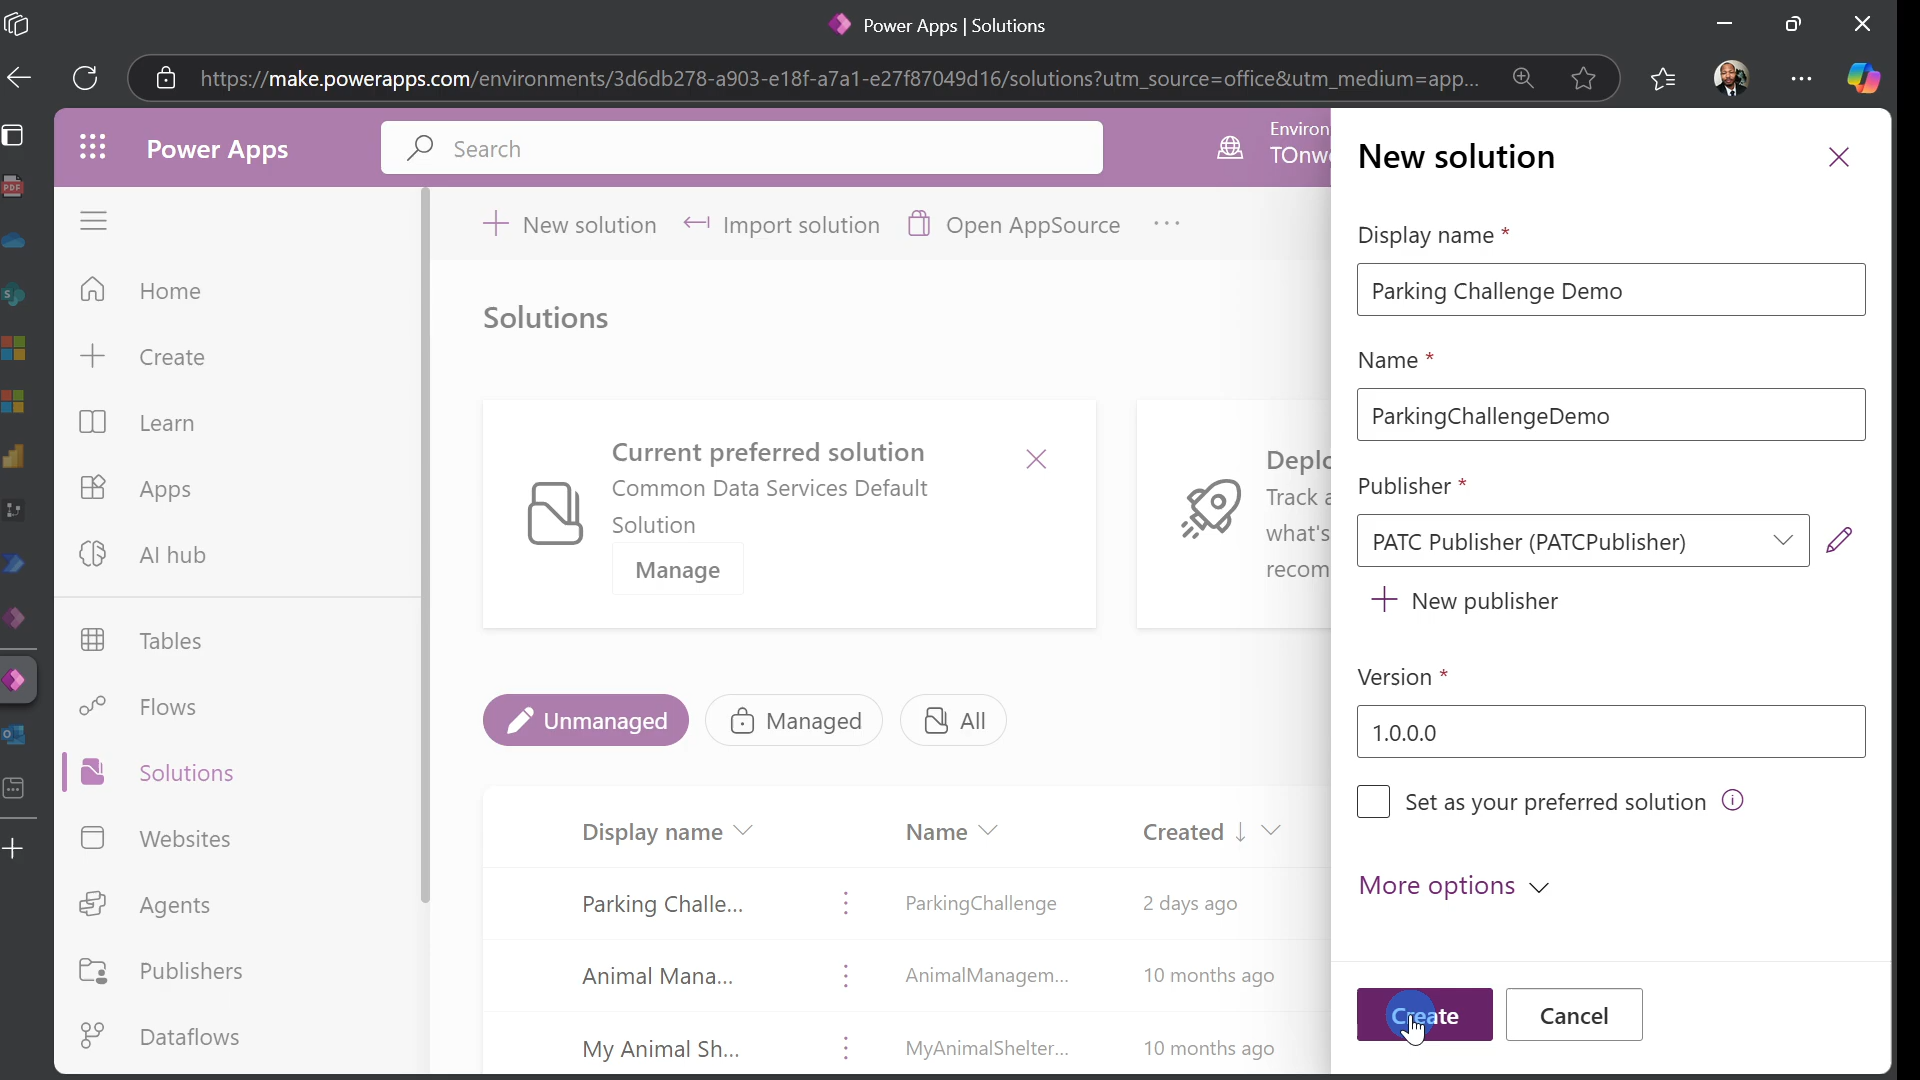 Power Apps | Solutions
https://make.powerapps.com/environments/3d6db278-a903-e18f-a7a1-e27f87049d16/solutions?utm_source=office&utm_medium=app...
Power Apps
Search
Environ
TOnwe
New solution
Import solution
Open AppSource
Home
Create
Learn
Apps
AI hub
Tables
Flows
Solutions
Websites
Agents
Publishers
Dataflows
Solutions
Current preferred solution
Common Data Services Default
Solution
Manage
Deplo
Track a
what's
recom
Unmanaged
Managed
All
Display name
Name
Created
Parking Challe...
ParkingChallenge
2 days ago
Animal Mana...
AnimalManagem...
10 months ago
My Animal Sh...
MyAnimalShelter...
10 months ago
New solution
Display name *
Parking Challenge Demo
Name *
ParkingChallengeDemo
Publisher *
PATC Publisher (PATCPublisher)
New publisher
Version *
1.0.0.0
Set as your preferred solution
More options
Create
Cancel
PDF